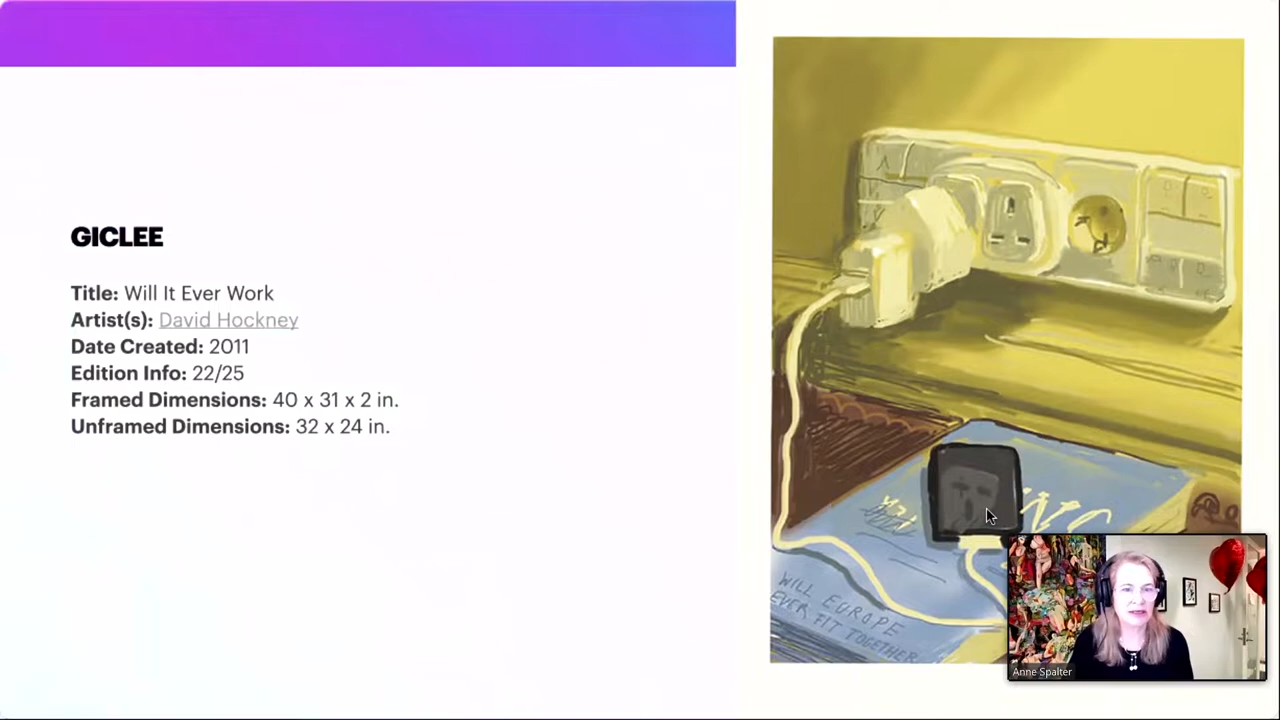 GICLEE
Title: Will It Ever Work
Artist(s): David Hockney
Date Created: 2011
Edition Info: 22/25
Framed Dimensions: 40 x 31 x 2 in.
Unframed Dimensions: 32 x 24 in.
WILL EUROPE
EVER FIT TOGETHER
Anne Spalter